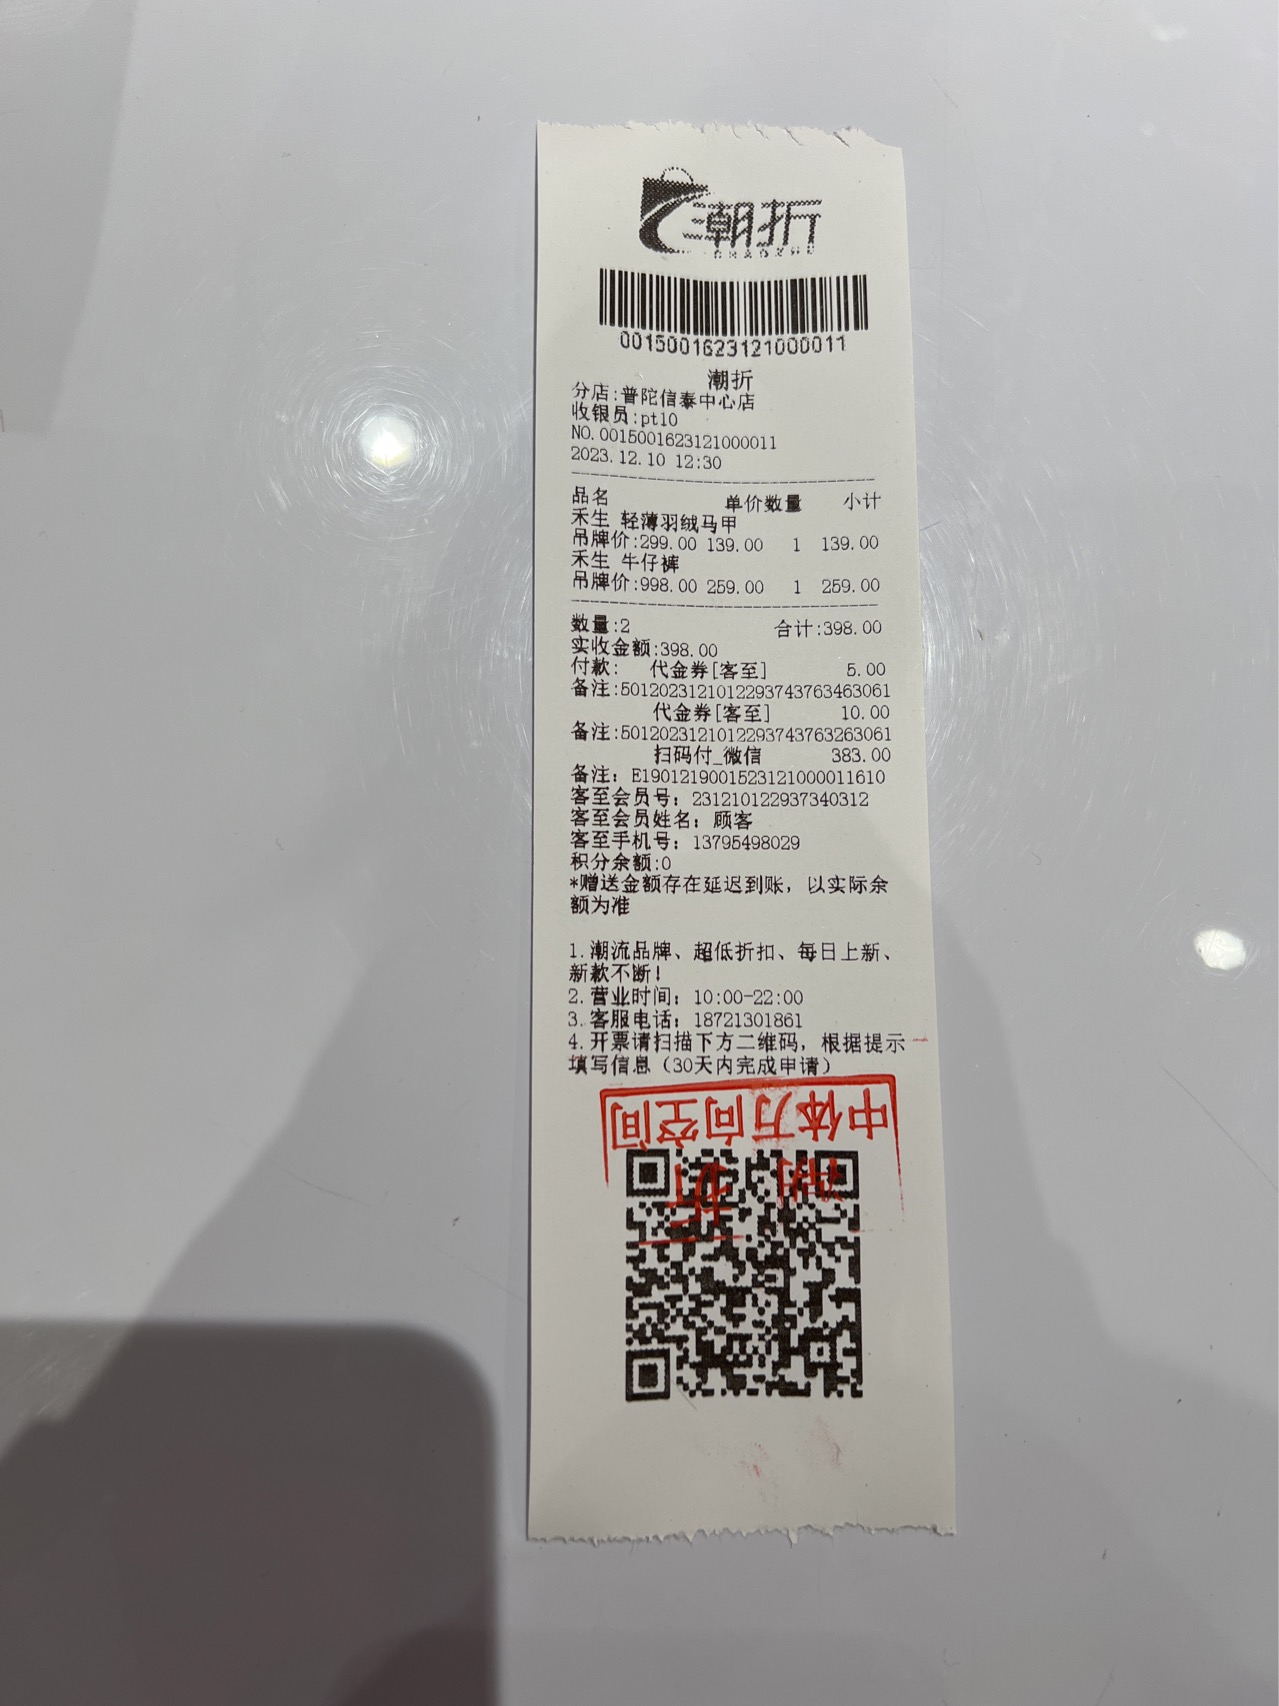 潮折
CHAOZHE
0015001623121000011
潮折
分店:普陀信泰中心店
收银员:pt10
NO.0015001623121000011
2023.12.10 12:30
品名 单价数量 小计
禾生 轻薄羽绒马甲
吊牌价:299.00 139.00 1 139.00
禾生 牛仔裤
吊牌价:998.00 259.00 1 259.00
数量:2 合计:398.00
实收金额:398.00
付款: 代金券[客至] 5.00
备注:5012023121012293743763463061
代金券[客至] 10.00
备注:5012023121012293743763263061
扫码付_微信 383.00
备注: E1901219001523121000011610
客至会员号: 231210122937340312
客至会员姓名: 顾客
客至手机号: 13795498029
积分余额:0
*赠送金额存在延迟到账, 以实际余
额为准
1.潮流品牌、超低折扣、每日上新、
新款不断!
2.营业时间: 10:00-22:00
3.客服电话: 18721301861
4.开票请扫描下方二维码, 根据提示
填写信息(30天内完成申请)
中体万向空间
潮折